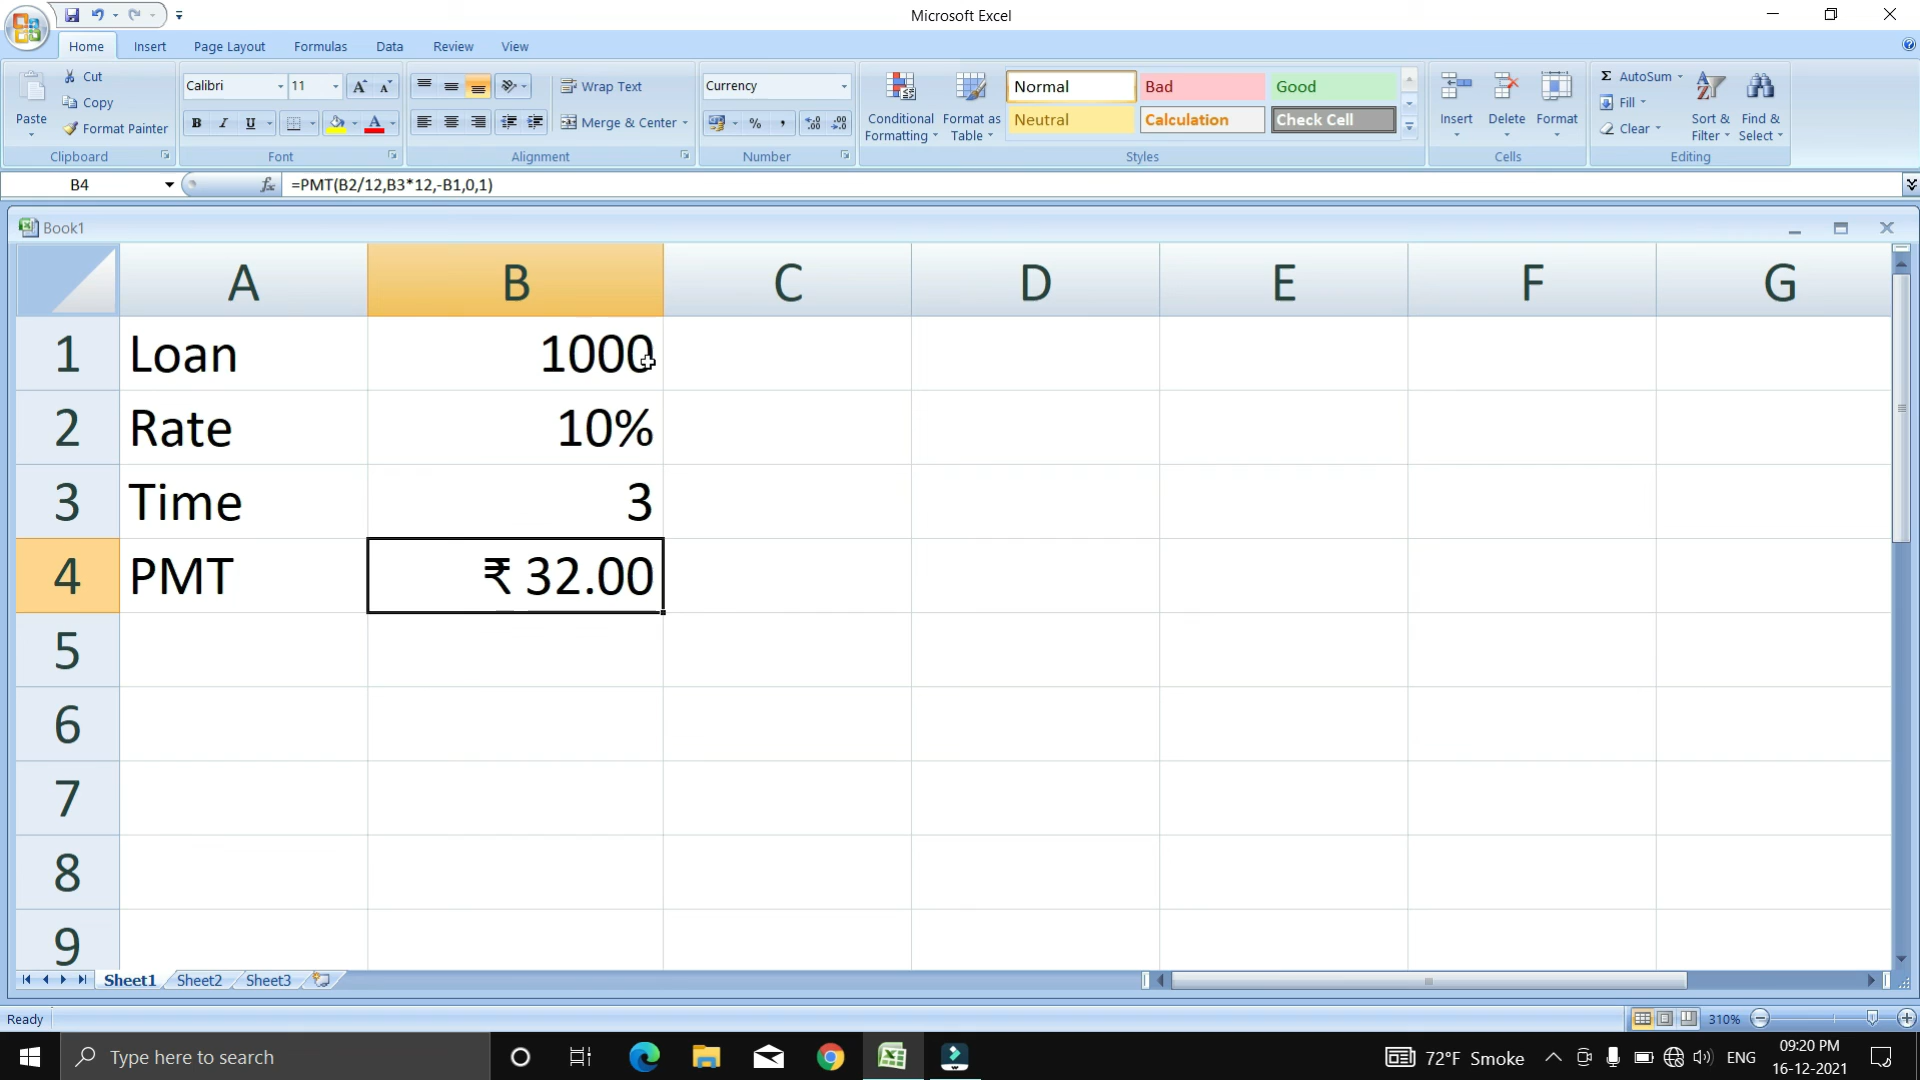 Microsoft Excel
Home Insert Page Layout Formulas Data Review View
Paste
Cut
Copy
Format Painter
Clipboard
Calibri 11
B I U
Font
Wrap Text
Merge & Center
Alignment
Currency
%
Number
Conditional Formatting
Format as Table
Normal Bad Good
Neutral Calculation Check Cell
Styles
Insert Delete Format
Cells
Σ AutoSum
Fill
Clear
Sort & Filter
Find & Select
Editing
B4 fx =PMT(B2/12,B3*12,-B1,0,1)
Book1
A B C D E F G
1 Loan 1000
2 Rate 10%
3 Time 3
4 PMT ₹ 32.00
5
6
7
8
9
Sheet1 Sheet2 Sheet3
Ready 310%
Type here to search
72°F Smoke ENG
09:20 PM
16-12-2021